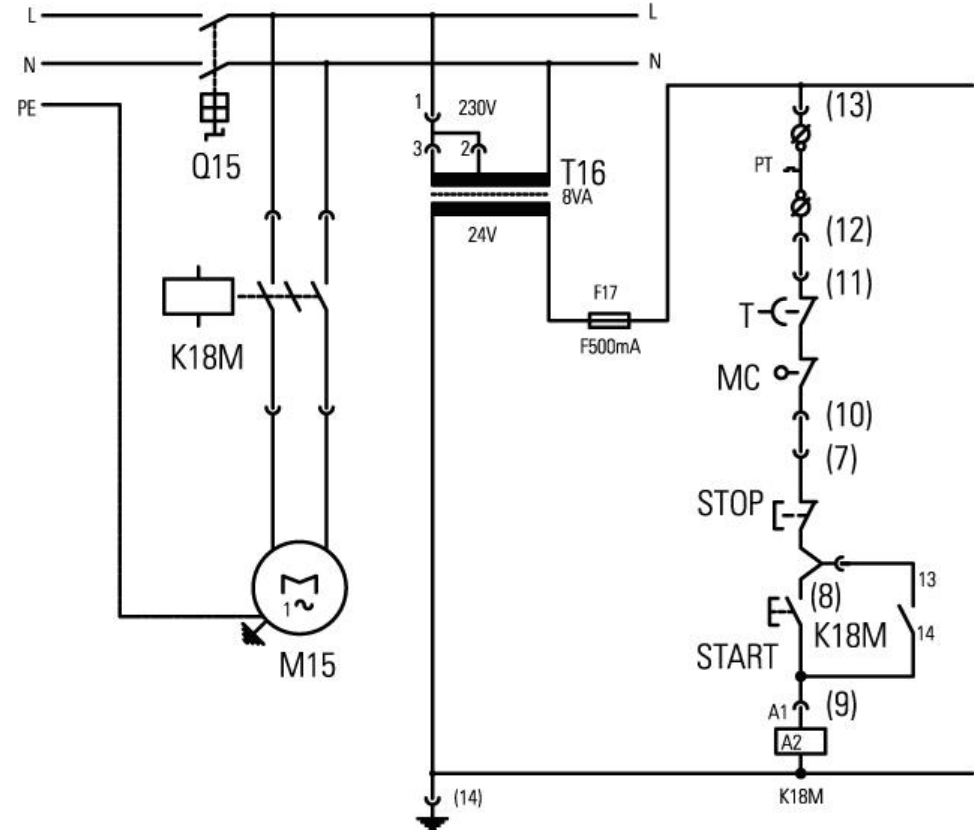 L
L
N
N
PE
Q15
1
230V
3
2
T16
8VA
24V
F17
F500mA
K18M
1
M15
(13)
PT
(12)
(11)
T
MC
(10)
(7)
STOP
13
(8)
K18M
14
START
A1
(9)
A2
K18M
(14)